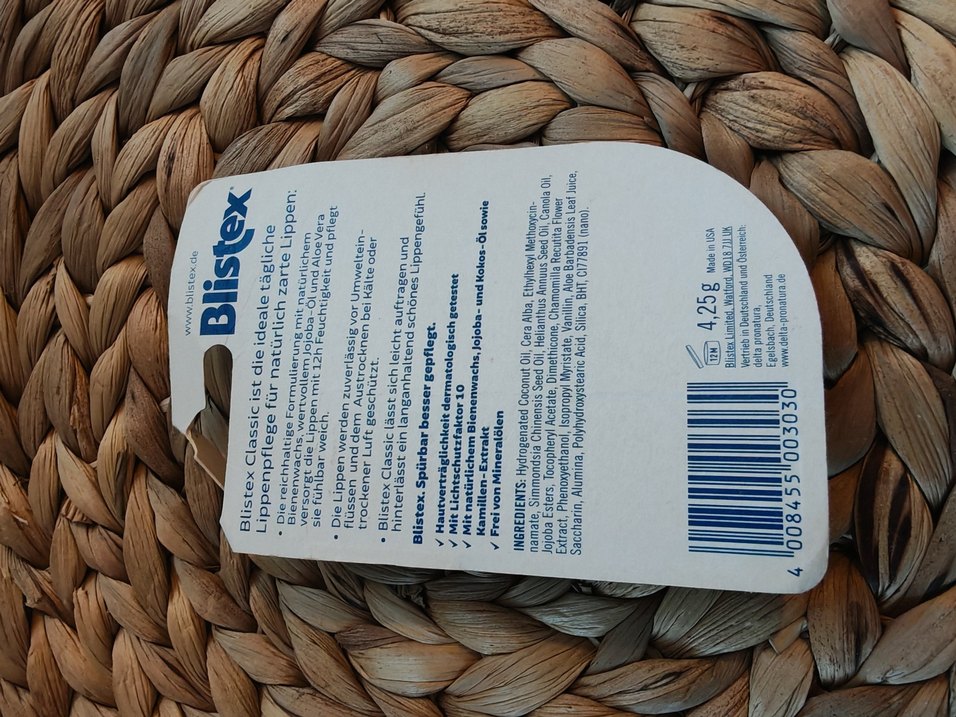 www.blistex.de
Blistex
Blistex Classic ist die ideale tägliche
Lippenpflege für natürlich zarte Lippen:
• Die reichhaltige Formulierung mit natürlichem
Bienenwachs, wertvollem Jojoba-Öl und Aloe Vera
versorgt die Lippen mit 12h Feuchtigkeit und pflegt
sie fühlbar weich.
• Die Lippen werden zuverlässig vor Umweltein-
flüssen und dem Austrocknen bei Kälte oder
trockener Luft geschützt.
• Blistex Classic lässt sich leicht auftragen und
hinterlässt ein langanhaltend schönes Lippengefühl.
Blistex. Spürbar besser gepflegt.
✓ Hautverträglichkeit dermatologisch getestet
✓ Mit Lichtschutzfaktor 10
✓ Mit natürlichem Bienenwachs, Jojoba- und Kokos-Öl sowie
Kamillen-Extrakt
✓ Frei von Mineralölen
INGREDIENTS: Hydrogenated Coconut Oil, Cera Alba, Ethylhexyl Methoxycin-
namate, Simmondsia Chinensis Seed Oil, Helianthus Annuus Seed Oil, Canola Oil,
Jojoba Esters, Tocopheryl Acetate, Dimethicone, Chamomilla Recutita Flower
Extract, Phenoxyethanol, Isopropyl Myristate, Vanillin, Aloe Barbadensis Leaf Juice,
Saccharin, Alumina, Polyhydroxystearic Acid, Silica, BHT, CI77891 (nano).
12M 4,25g Made in USA
Blistex Limited, Watford, WD18 7JJ UK
Vertrieb in Deutschland und Österreich:
delta pronatura,
Egelsbach, Deutschland
www.delta-pronatura.de
4 008455 003030